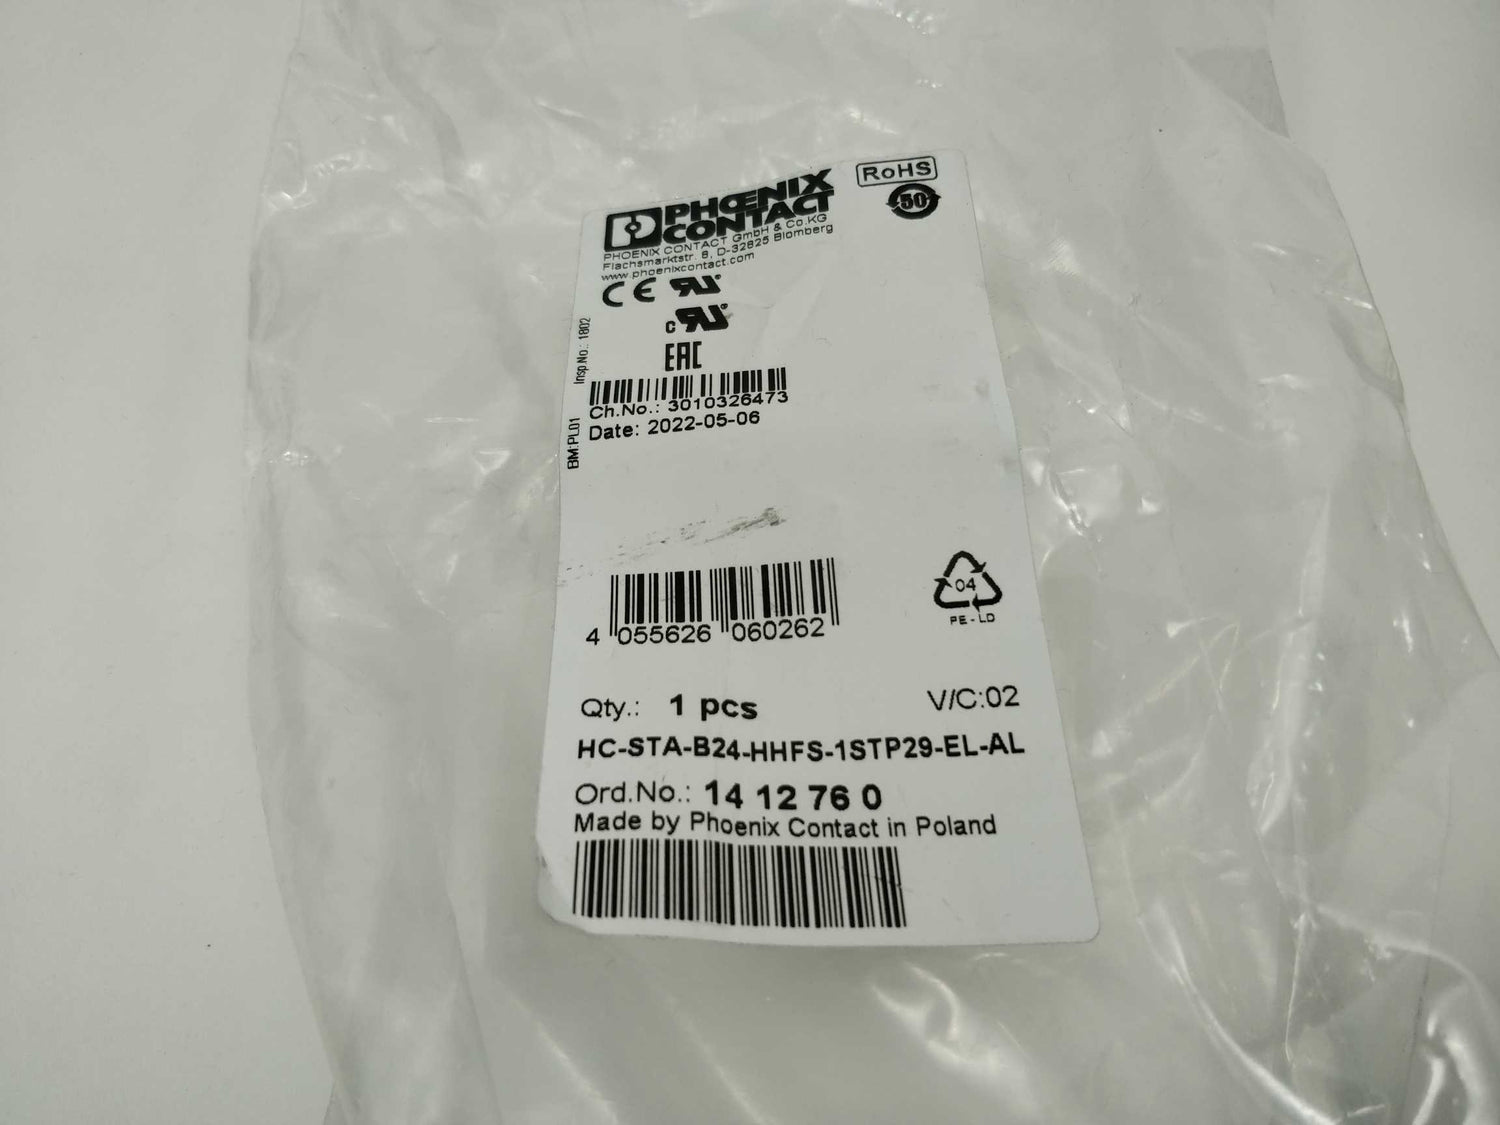 PHŒNIX
CONTACT
RoHS
50
PHOENIX CONTACT GmbH & Co.KG
Flachsmarktstr. 8, D-32825 Blomberg
www.phoenixcontact.com
CE
c
EAC
Insp.No.: 1802
BM:PL01
Ch.No.: 3010326473
Date: 2022-05-06
4 055626 060262
04
PE-LD
Qty.: 1 pcs
V/C:02
HC-STA-B24-HHFS-1STP29-EL-AL
Ord.No.: 14 12 76 0
Made by Phoenix Contact in Poland